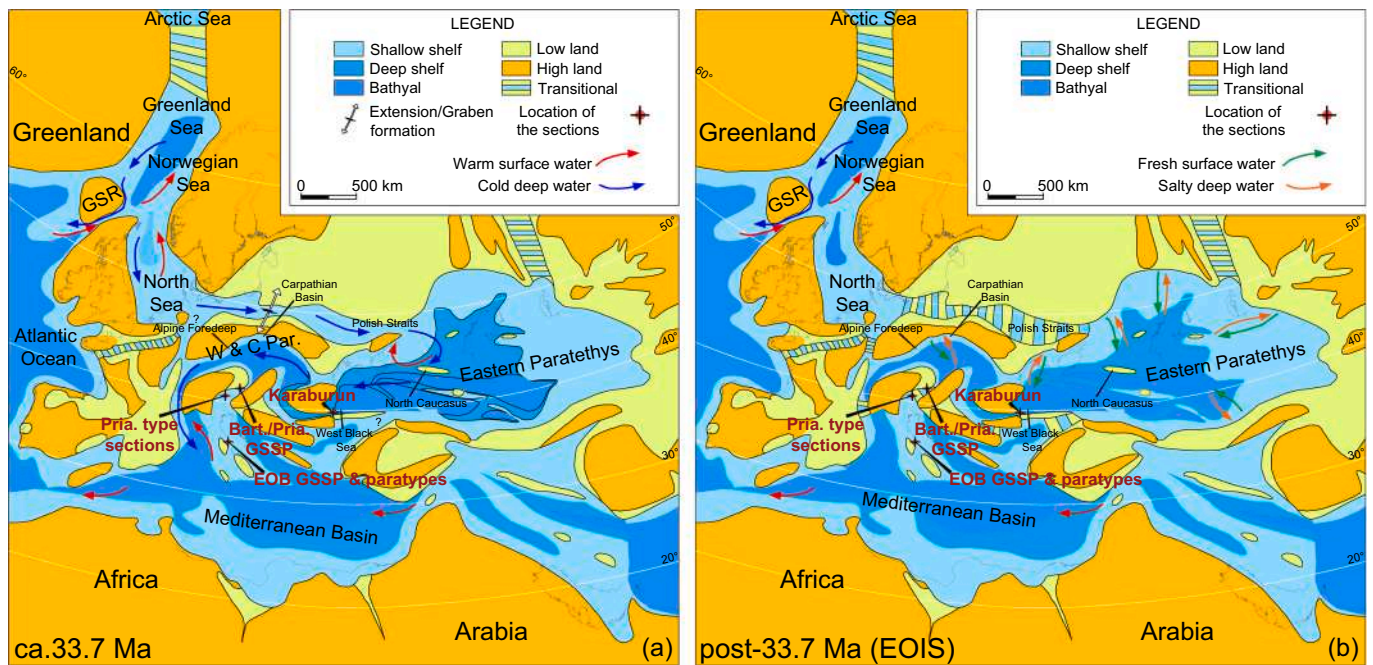 Arctic Sea
LEGEND
Shallow shelf
Low land
Deep shelf
High land
Bathyal
Transitional
Extension/Graben
formation
Location of
the sections
Warm surface water
Cold deep water
0 500 km
60°
Greenland
Greenland
Sea
Norwegian
Sea
GSR
50°
North
Sea
Carpathian
Basin
?
Alpine Foredeep
Polish Straits
Atlantic
Ocean
W & C Par.
40°
Eastern Paratethys
Karaburun
North Caucasus
Pria. type
sections
Bart./Pria.
GSSP
West Black
Sea
?
30°
EOB GSSP & paratypes
Mediterranean Basin
20°
Africa
Arabia
ca.33.7 Ma
(a)
Arctic Sea
LEGEND
Shallow shelf
Low land
Deep shelf
High land
Bathyal
Transitional
Location of
the sections
Fresh surface water
Salty deep water
0 500 km
60°
Greenland
Greenland
Sea
Norwegian
Sea
GSR
50°
North
Sea
Carpathian
Basin
Alpine Foredeep
Polish Straits
Atlantic
Ocean
40°
Eastern Paratethys
Karaburun
North Caucasus
Pria. type
sections
Bart./Pria.
GSSP
West Black
Sea
30°
EOB GSSP & paratypes
Mediterranean Basin
20°
Africa
Arabia
post-33.7 Ma (EOIS)
(b)